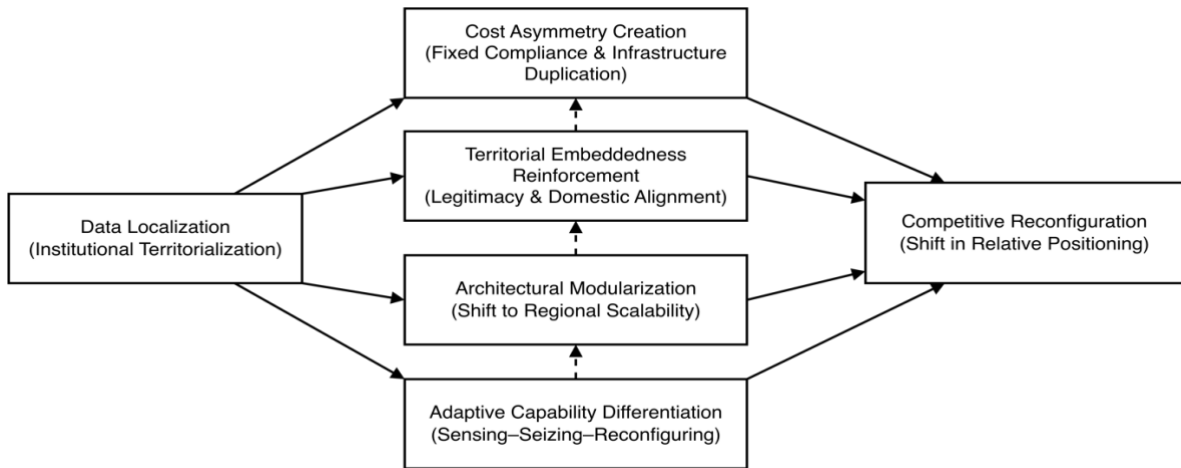 Cost Asymmetry Creation
(Fixed Compliance & Infrastructure
Duplication)
Territorial Embeddedness
Reinforcement
(Legitimacy & Domestic Alignment)
Data Localization
(Institutional Territorialization)
Competitive Reconfiguration
(Shift in Relative Positioning)
Architectural Modularization
(Shift to Regional Scalability)
Adaptive Capability Differentiation
(Sensing–Seizing–Reconfiguring)